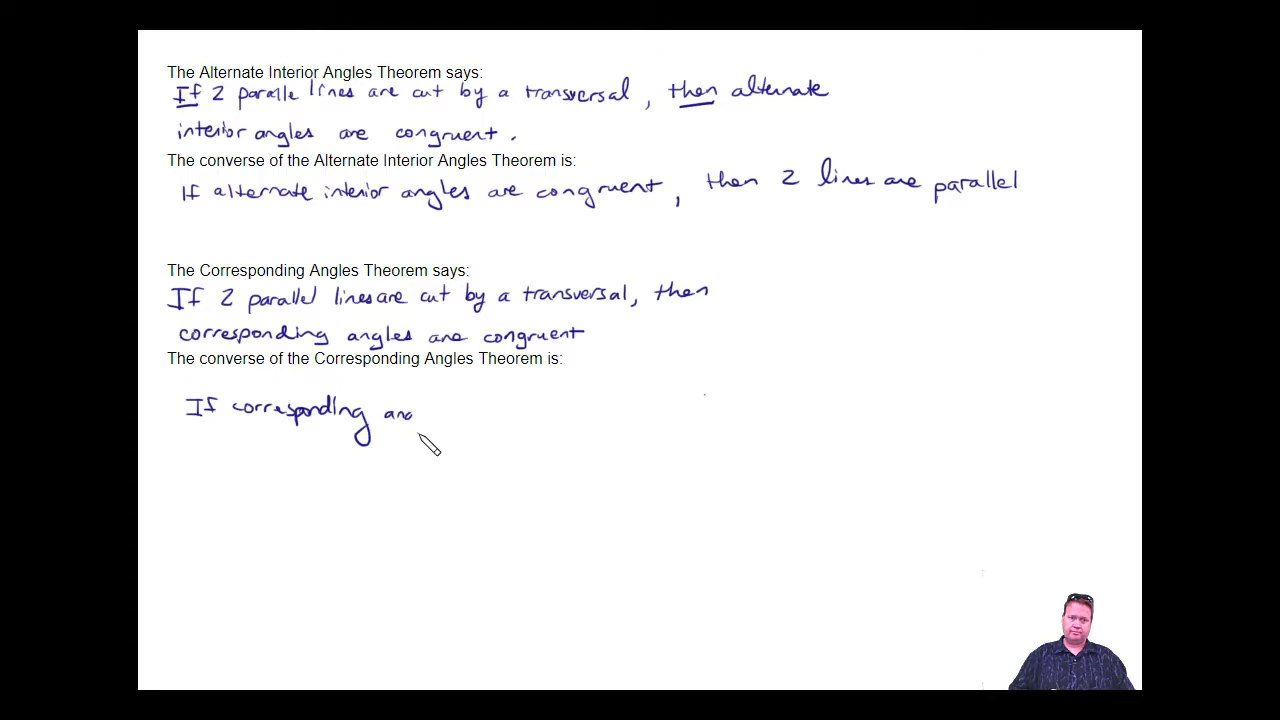 The Alternate Interior Angles Theorem says:
If 2 paralle lines are cut by a transversal, then alternate
interior angles are congruent.
The converse of the Alternate Interior Angles Theorem is:
If alternate interior angles are congruent, then 2 lines are parallel
The Corresponding Angles Theorem says:
If 2 parallel lines are cut by a transversal, then
corresponding angles are congruent
The converse of the Corresponding Angles Theorem is:
If corresponding ang